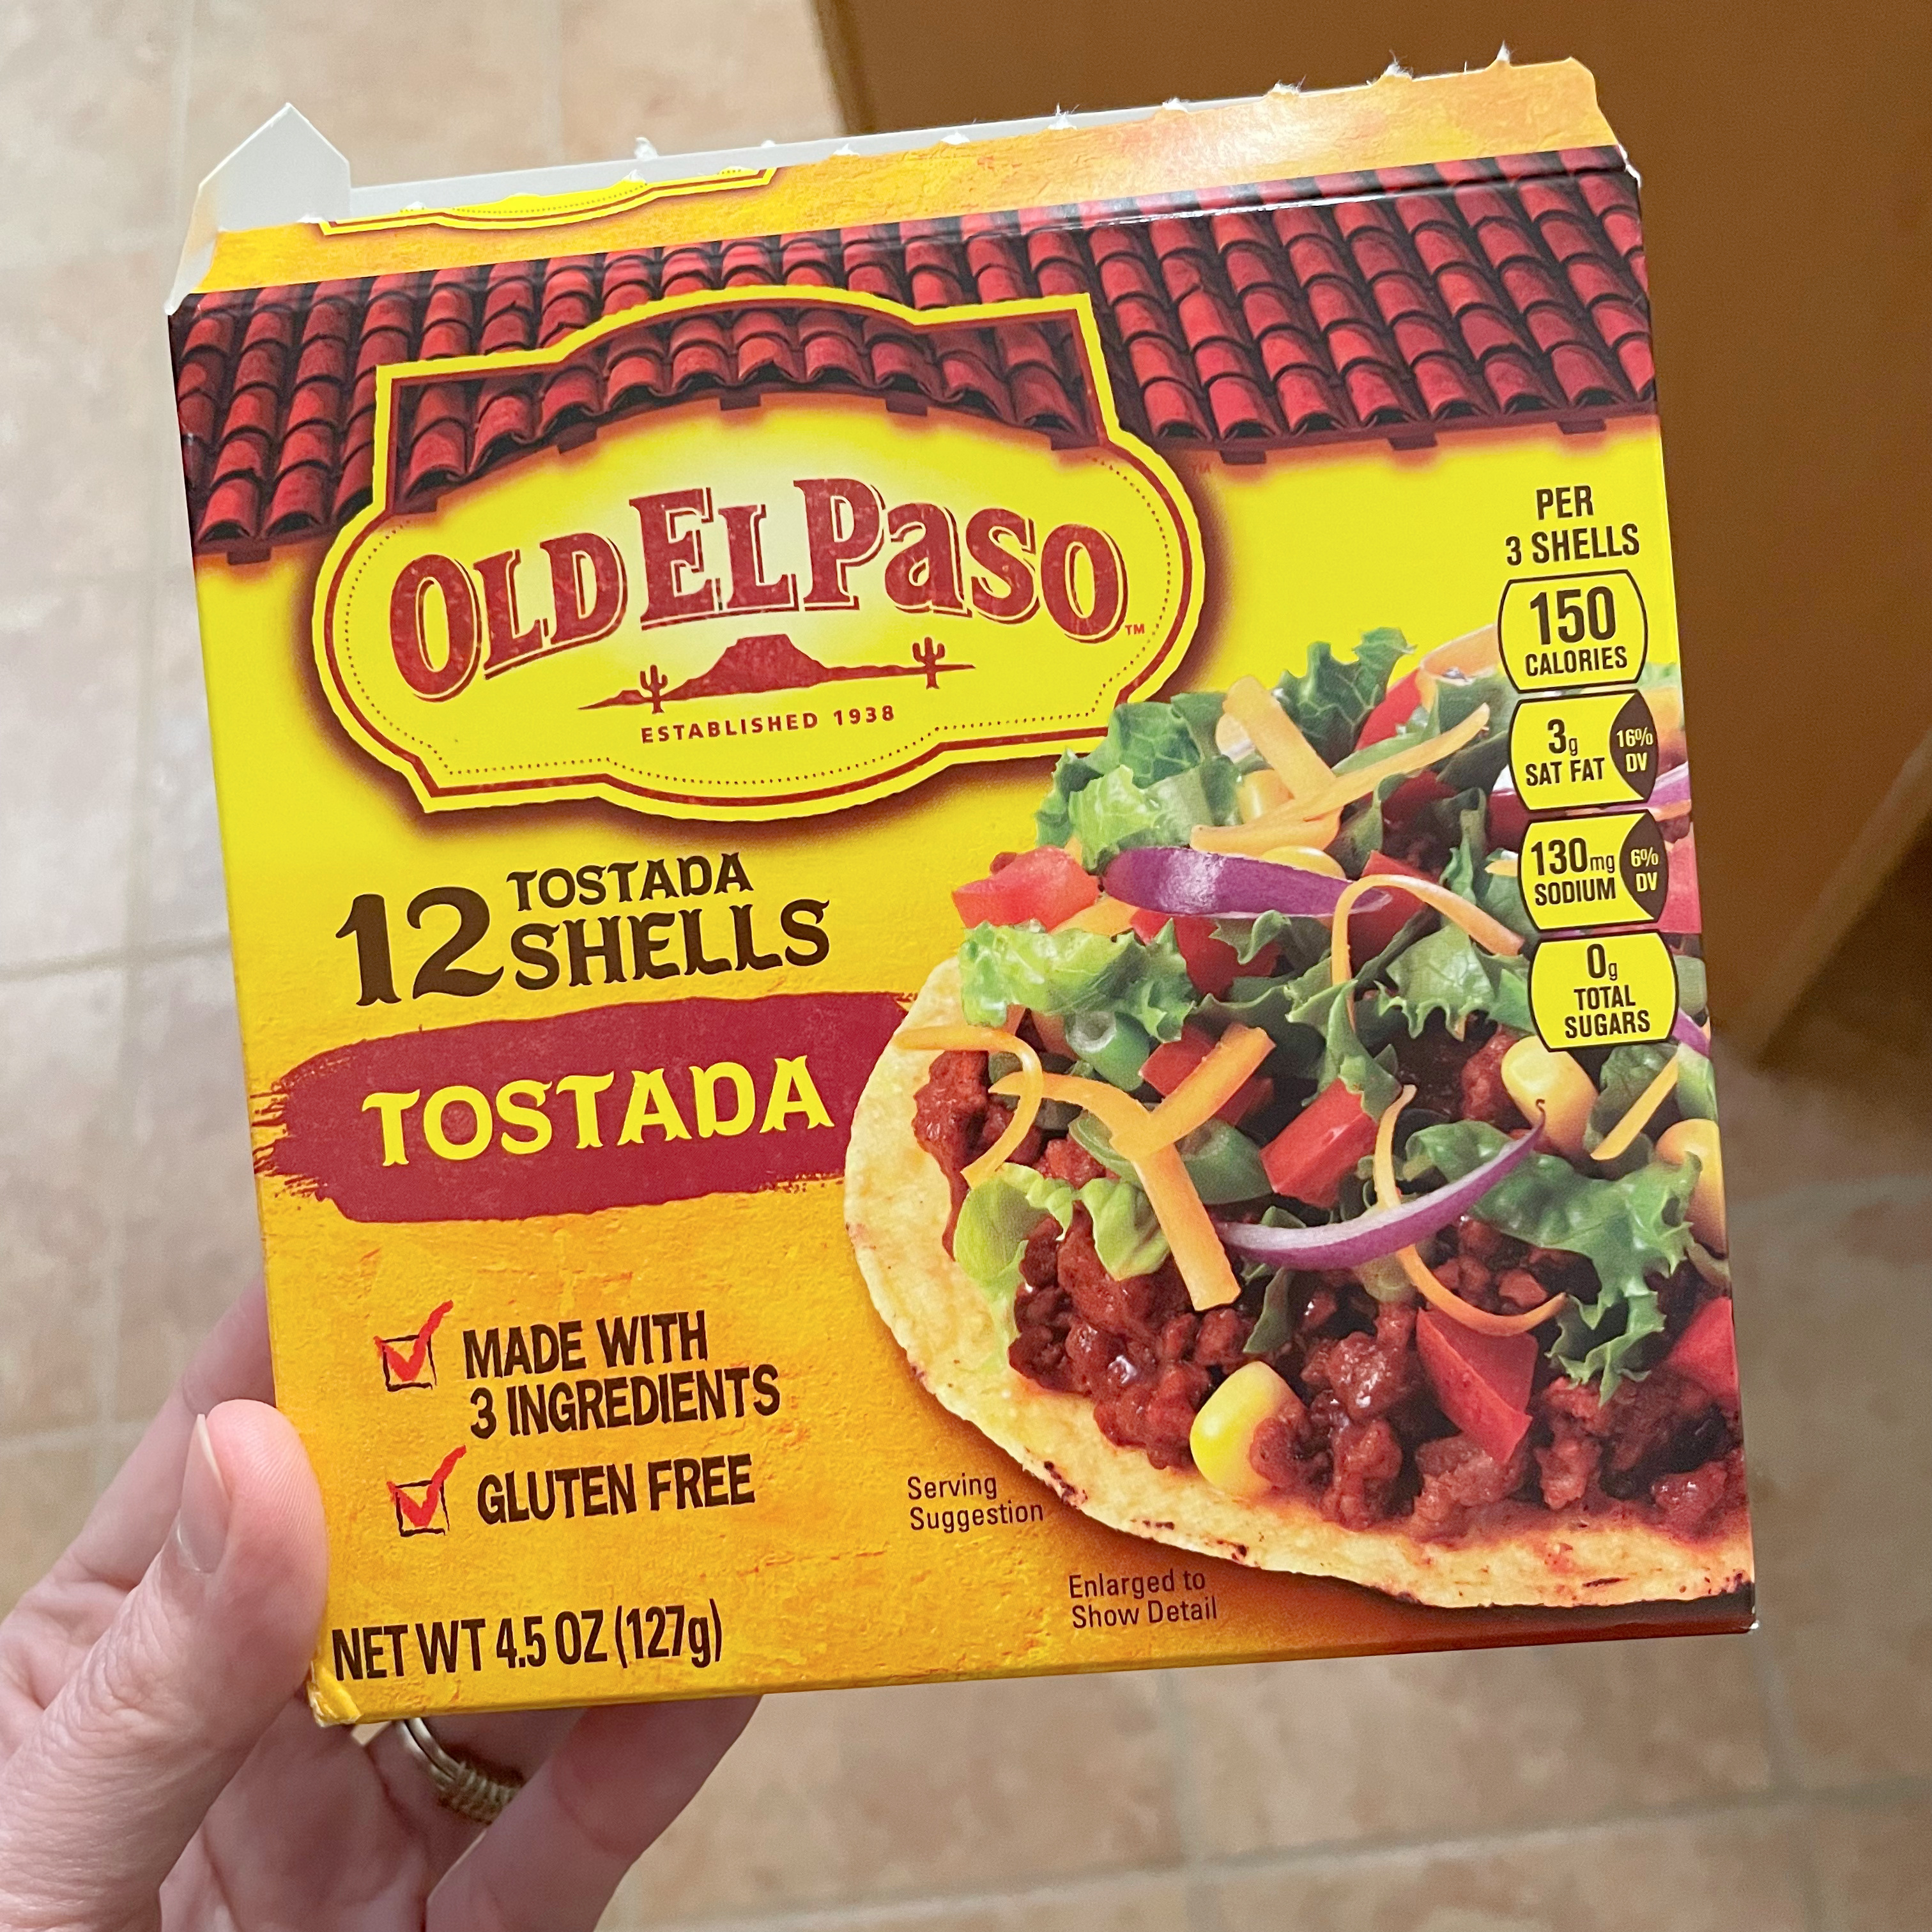 OLD EL PASO™
ESTABLISHED 1938
TM
PER
3 SHELLS
150
CALORIES
3g
SAT FAT
16%
DV
130mg
SODIUM
6%
DV
0g
TOTAL
SUGARS
12 TOSTADA
SHELLS
TOSTADA
MADE WITH
3 INGREDIENTS
GLUTEN FREE
Serving
Suggestion
Enlarged to
Show Detail
NET WT 4.5 OZ (127g)